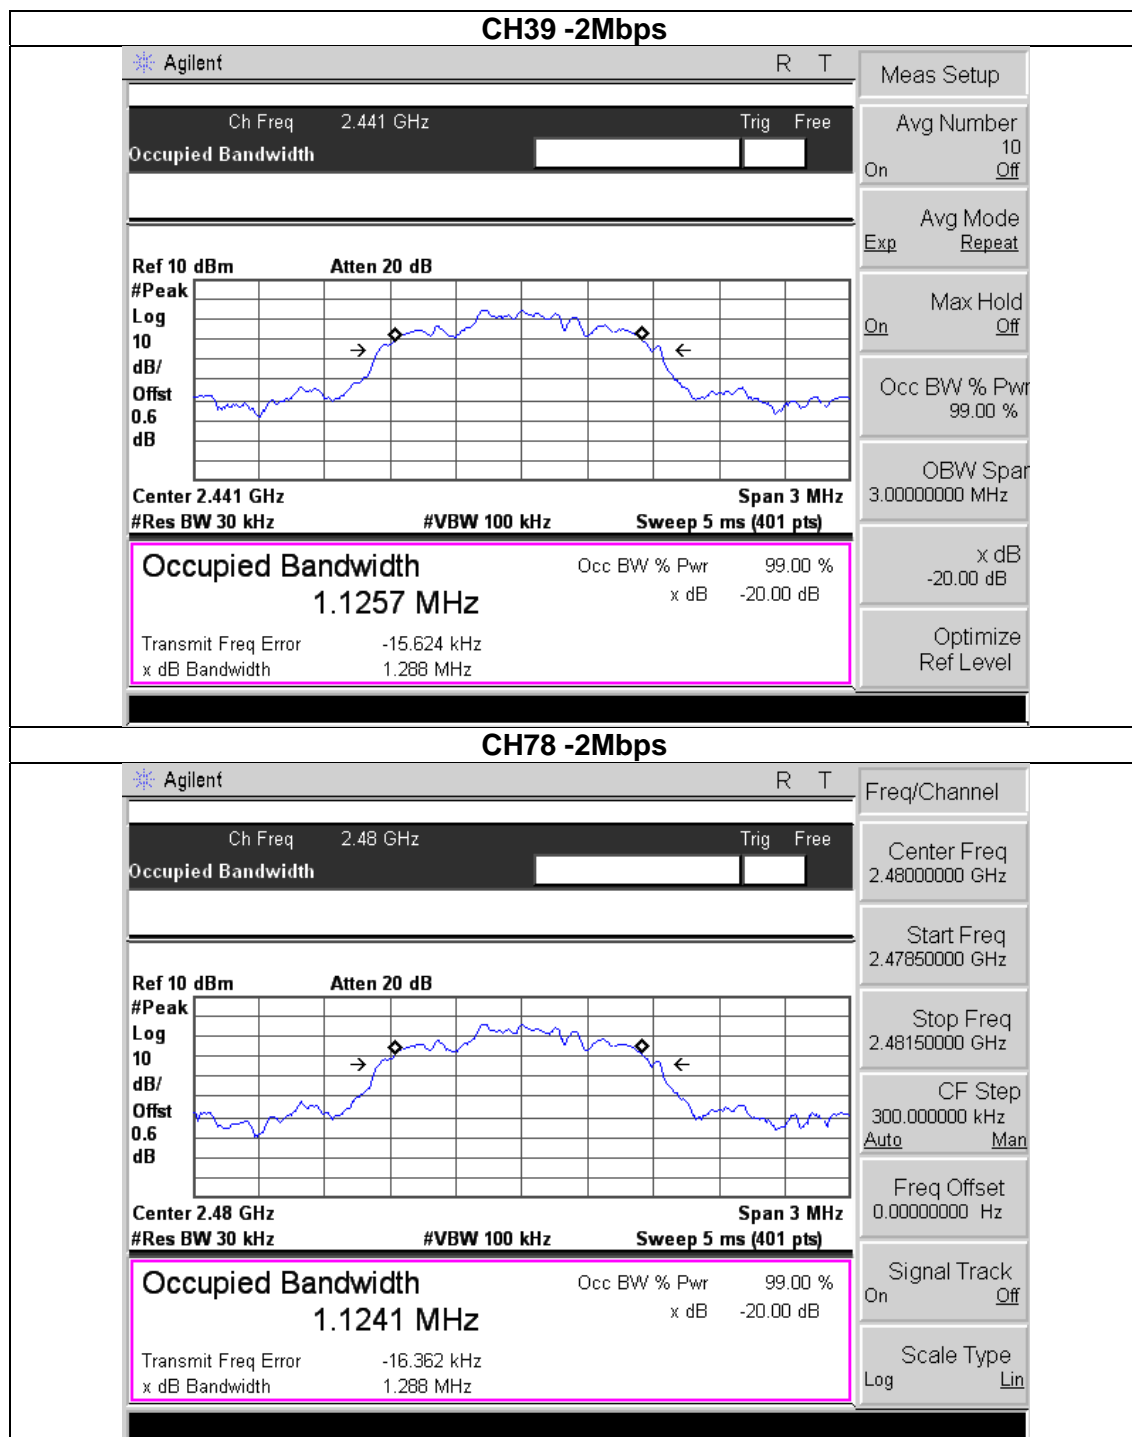 CH39 -2Mbps
Agilent R T
Meas Setup
Ch Freq 2.441 GHz Trig Free
Occupied Bandwidth
Avg Number
10
On Off
Avg Mode
Exp Repeat
Max Hold
On Off
Occ BW % Pwr
99.00 %
OBW Span
3.00000000 MHz
x dB
-20.00 dB
Optimize
Ref Level
Ref 10 dBm Atten 20 dB
#Peak
Log
10
dB/
Offst
0.6
dB
Center 2.441 GHz Span 3 MHz
#Res BW 30 kHz #VBW 100 kHz Sweep 5 ms (401 pts)
Occupied Bandwidth Occ BW % Pwr 99.00 %
1.1257 MHz x dB -20.00 dB
Transmit Freq Error -15.624 kHz
x dB Bandwidth 1.288 MHz
CH78 -2Mbps
Agilent R T
Freq/Channel
Ch Freq 2.48 GHz Trig Free
Occupied Bandwidth
Center Freq
2.48000000 GHz
Start Freq
2.47850000 GHz
Stop Freq
2.48150000 GHz
CF Step
300.000000 kHz
Auto Man
Freq Offset
0.00000000 Hz
Signal Track
On Off
Scale Type
Log Lin
Ref 10 dBm Atten 20 dB
#Peak
Log
10
dB/
Offst
0.6
dB
Center 2.48 GHz Span 3 MHz
#Res BW 30 kHz #VBW 100 kHz Sweep 5 ms (401 pts)
Occupied Bandwidth Occ BW % Pwr 99.00 %
1.1241 MHz x dB -20.00 dB
Transmit Freq Error -16.362 kHz
x dB Bandwidth 1.288 MHz